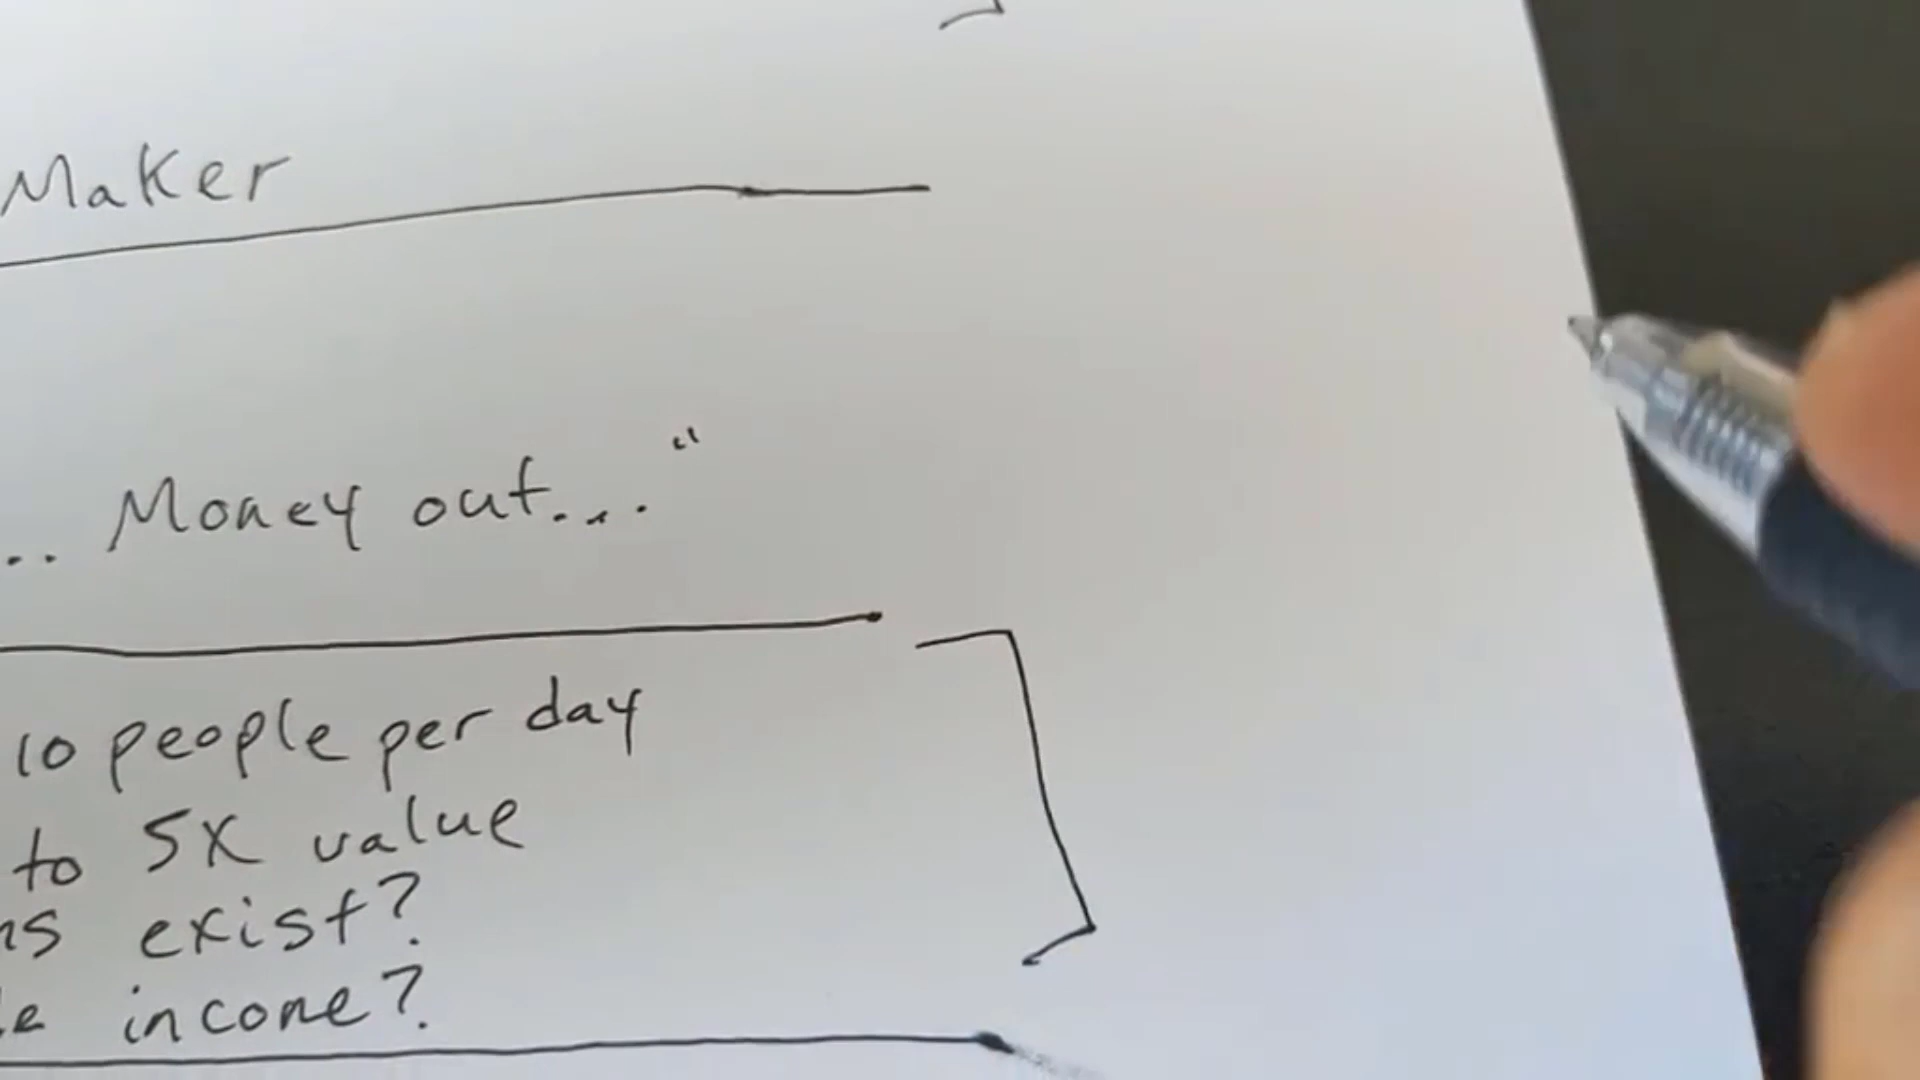 Maker
.. Money out..."
10 people per day
to 5X value
exist?
income?